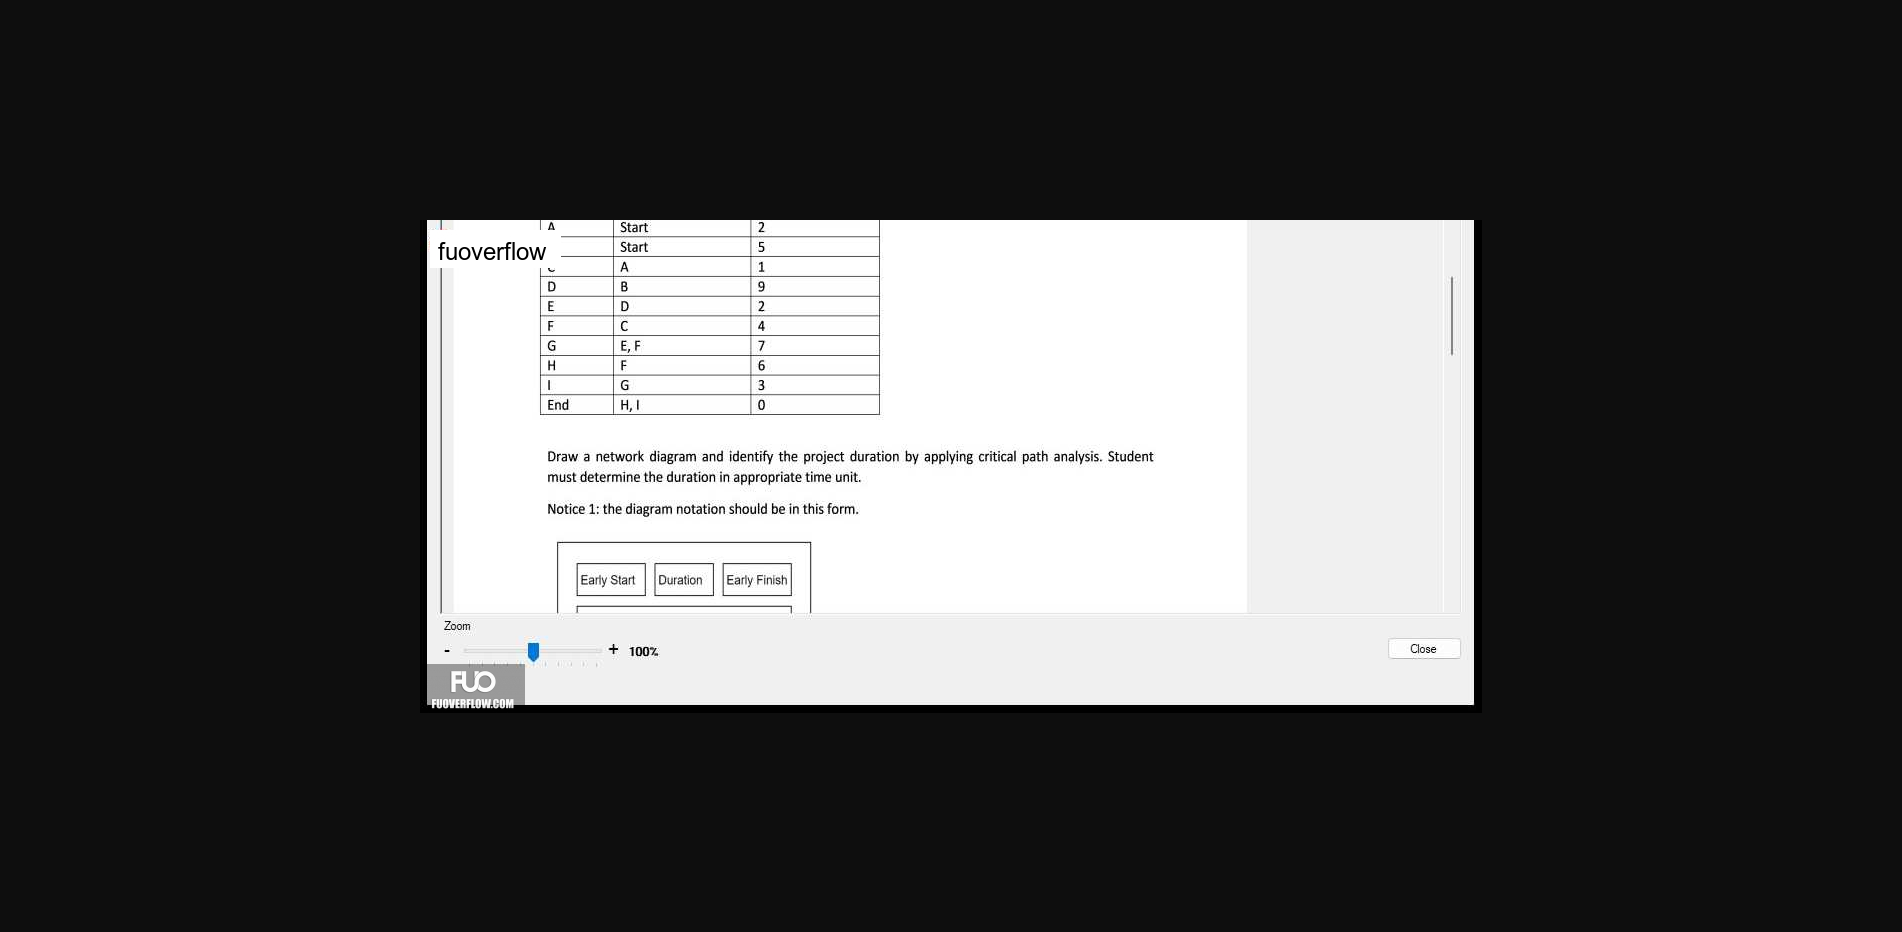 A Start 2
fuoverflow
Start 5
A 1
D B 9
E D 2
F C 4
G E, F 7
H F 6
I G 3
End H, I 0
Draw a network diagram and identify the project duration by applying critical path analysis. Student
must determine the duration in appropriate time unit.
Notice 1: the diagram notation should be in this form.
Early Start Duration Early Finish
Zoom
- + 100%
Close
FUO
FUOVERFLOW.COM